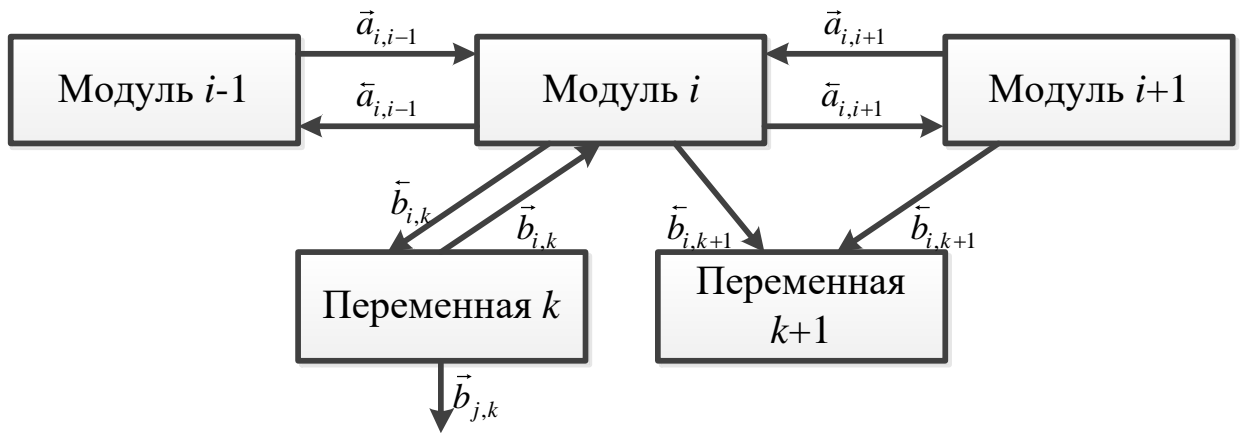 a⃗i,i−1
a⃗i,i+1
Модуль i-1
Модуль i
Модуль i+1
a⃖i,i−1
a⃖i,i+1
b⃖i,k
b⃗i,k
b⃖i,k+1
b⃖i,k+1
Переменная k
Переменная
k+1
b⃗j,k